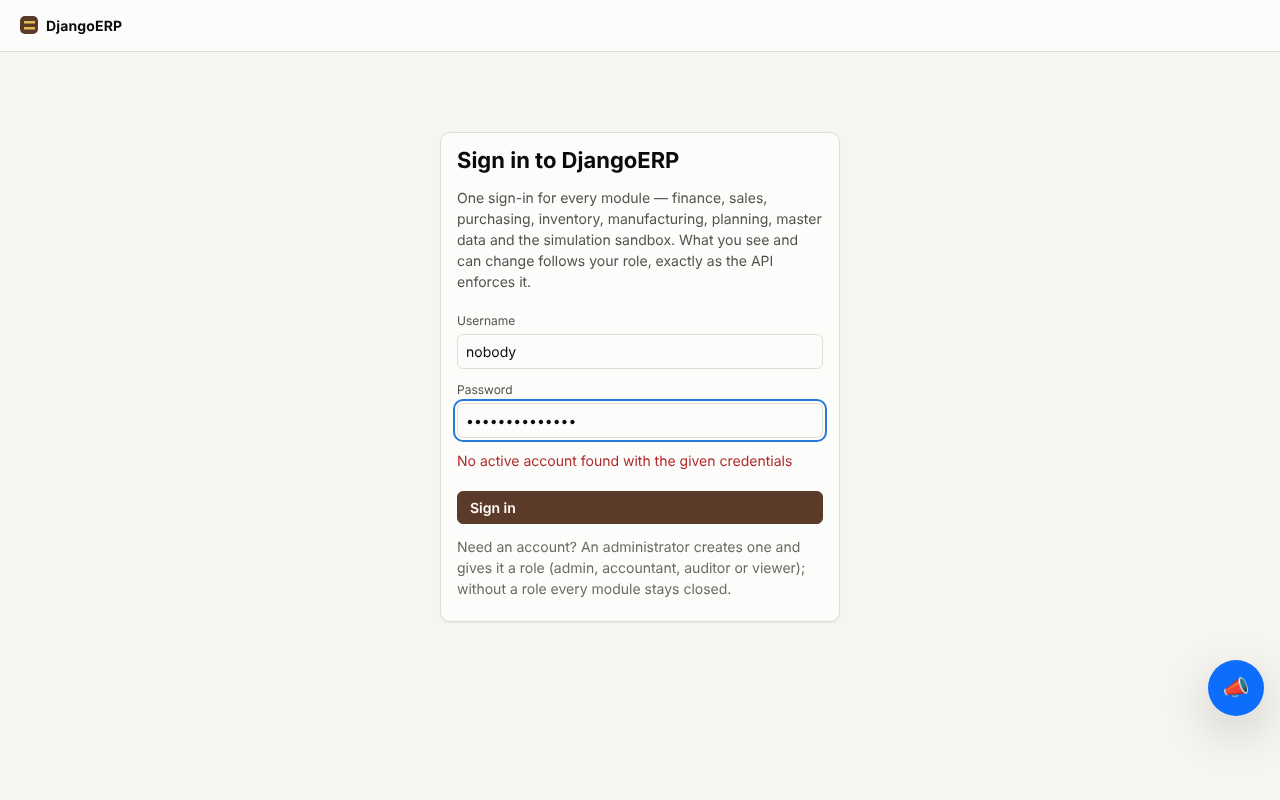 DjangoERP
Sign in to DjangoERP
One sign-in for every module — finance, sales,
purchasing, inventory, manufacturing, planning, master
data and the simulation sandbox. What you see and
can change follows your role, exactly as the API
enforces it.
Username
nobody
Password
••••••••••••••
No active account found with the given credentials
Sign in
Need an account? An administrator creates one and
gives it a role (admin, accountant, auditor or viewer);
without a role every module stays closed.